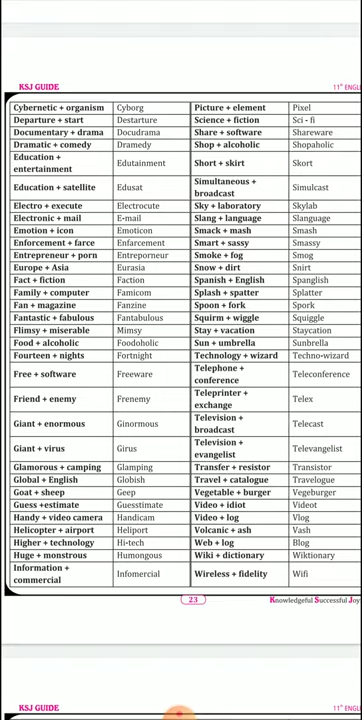 KSJ GUIDE 11th ENGLI
Cybernetic + organism Cyborg Picture + element Pixel
Departure + start Destarture Science + fiction Sci - fi
Documentary + drama Docudrama Share + software Shareware
Dramatic + comedy Dramedy Shop + alcoholic Shopaholic
Education +
entertainment Edutainment Short + skirt Skort
Education + satellite Edusat Simultaneous +
broadcast Simulcast
Electro + execute Electrocute Sky + laboratory Skylab
Electronic + mail E-mail Slang + language Slanguage
Emotion + icon Emoticon Smack + mash Smash
Enforcement + farce Enfarcement Smart + sassy Smassy
Entrepreneur + porn Entreporneur Smoke + fog Smog
Europe + Asia Eurasia Snow + dirt Snirt
Fact + fiction Faction Spanish + English Spanglish
Family + computer Famicom Splash + spatter Splatter
Fan + magazine Fanzine Spoon + fork Spork
Fantastic + fabulous Fantabulous Squirm + wiggle Squiggle
Flimsy + miserable Mimsy Stay + vacation Staycation
Food + alcoholic Foodoholic Sun + umbrella Sunbrella
Fourteen + nights Fortnight Technology + wizard Techno-wizard
Free + software Freeware Telephone +
conference Teleconference
Friend + enemy Frenemy Teleprinter +
exchange Telex
Giant + enormous Ginormous Television +
broadcast Telecast
Giant + virus Girus Television +
evangelist Televangelist
Glamorous + camping Glamping Transfer + resistor Transistor
Global + English Globish Travel + catalogue Travelogue
Goat + sheep Geep Vegetable + burger Vegeburger
Guess +estimate Guesstimate Video + idiot Videot
Handy + video camera Handicam Video + log Vlog
Helicopter + airport Heliport Volcanic + ash Vash
Higher + technology Hi-tech Web + log Blog
Huge + monstrous Humongous Wiki + dictionary Wiktionary
Information +
commercial Infomercial Wireless + fidelity Wifi
23 Knowledgeful Successful Joy
KSJ GUIDE 11th ENGLI